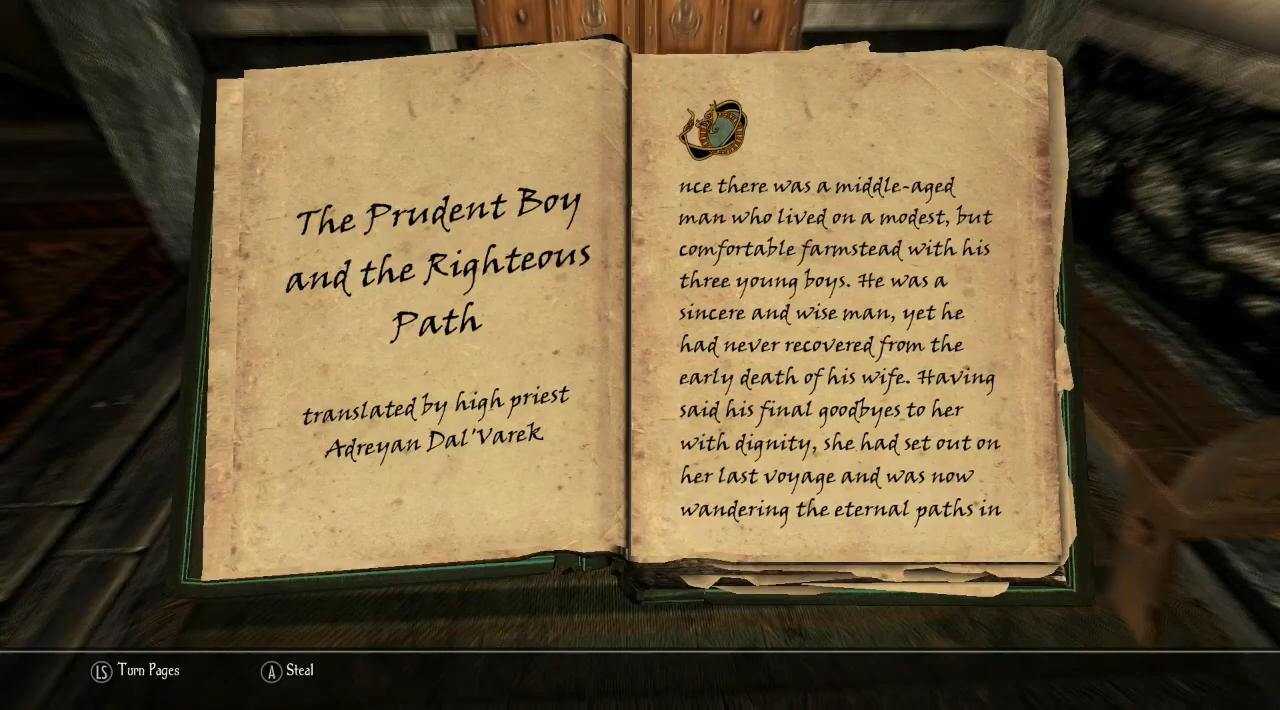 The Prudent Boy
and the Righteous
Path
translated by high priest
Adreyan Dal'Varek
Once there was a middle-aged
man who lived on a modest, but
comfortable farmstead with his
three young boys. He was a
sincere and wise man, yet he
had never recovered from the
early death of his wife. Having
said his final goodbyes to her
with dignity, she had set out on
her last voyage and was now
wandering the eternal paths in
LS Turn Pages
A Steal